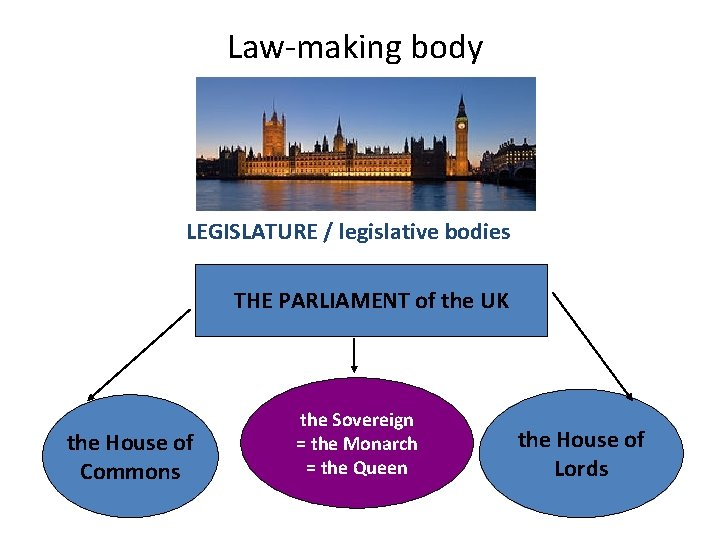 Law-making body
LEGISLATURE / legislative bodies
THE PARLIAMENT of the UK
the House of
Commons
the Sovereign
= the Monarch
= the Queen
the House of
Lords